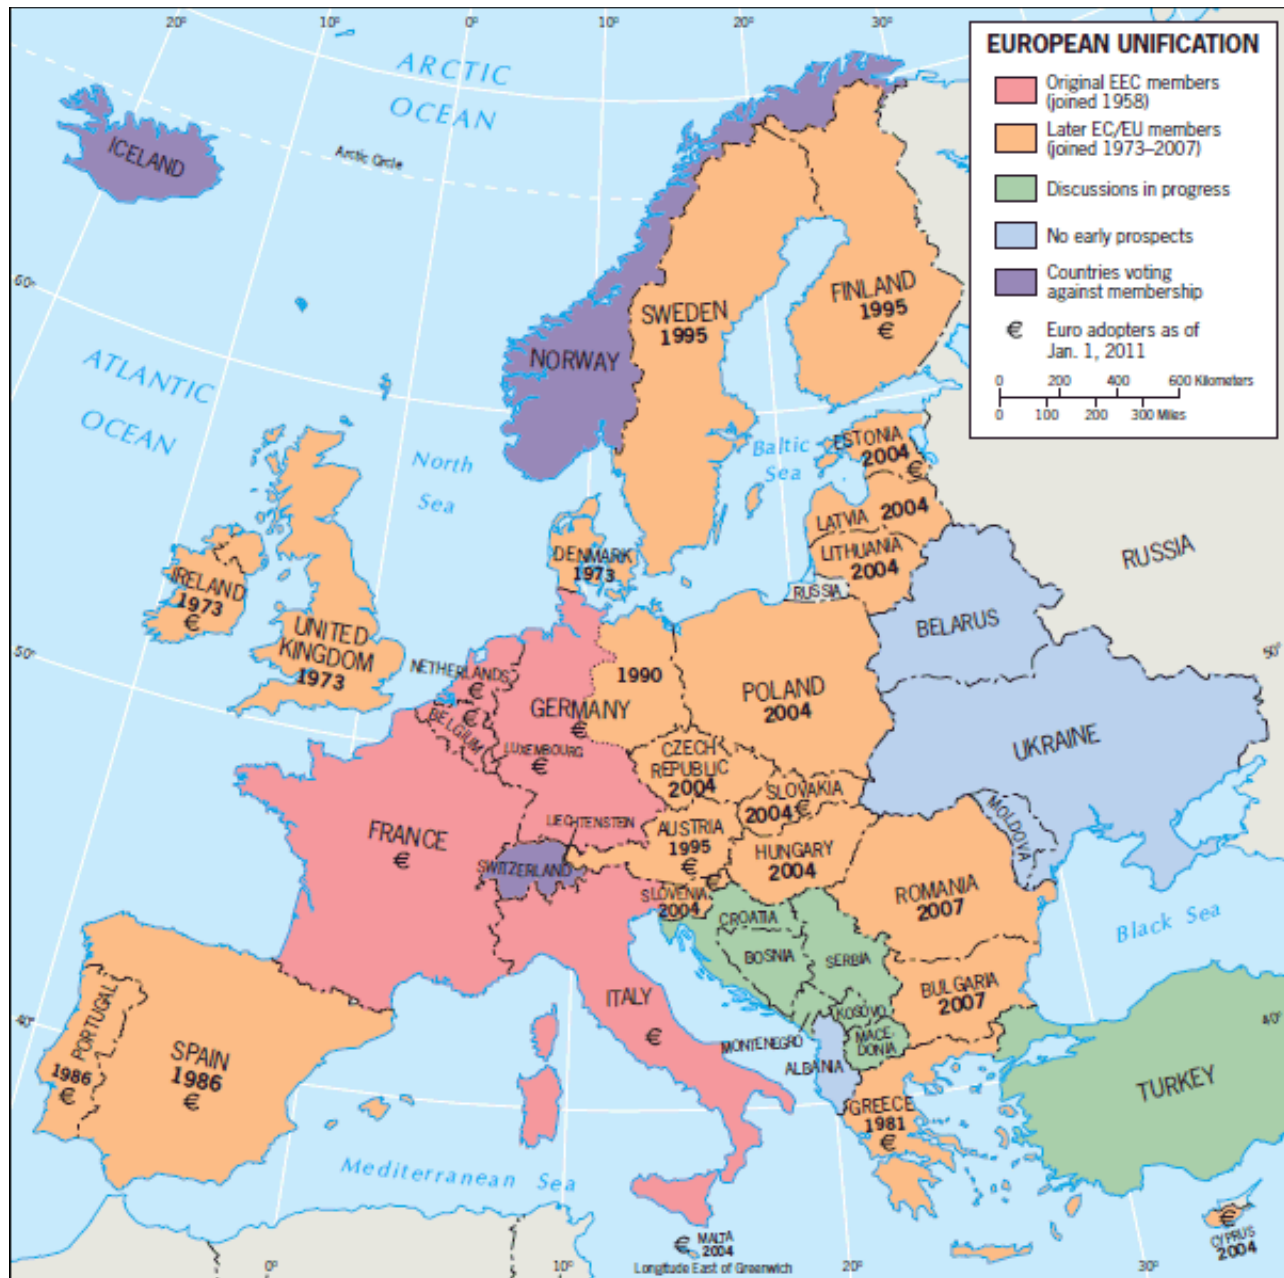 20°
10°
0°
10°
20°
30°
EUROPEAN UNIFICATION
Original EEC members
(joined 1958)
Later EC/EU members
(joined 1973–2007)
Discussions in progress
No early prospects
Countries voting
against membership
€ Euro adopters as of
Jan. 1, 2011
0 200 400 600 Kilometers
0 100 200 300 Miles
ARCTIC
OCEAN
Arctic Circle
ICELAND
60°
ATLANTIC
OCEAN
NORWAY
SWEDEN
1995
FINLAND
1995
€
North
Sea
Baltic
Sea
ESTONIA
2004
€
LATVIA 2004
LITHUANIA
2004
RUSSIA
RUSSIA
DENMARK
1973
IRELAND
1973
€
UNITED
KINGDOM
1973
50°
50°
BELARUS
NETHERLANDS
€
BELGIUM
€
LUXEMBOURG
€
GERMANY
€
1990
POLAND
2004
UKRAINE
CZECH
REPUBLIC
2004
SLOVAKIA
2004 €
LIECHTENSTEIN
AUSTRIA
1995
€
HUNGARY
2004
MOLDOVA
FRANCE
€
SWITZERLAND
SLOVENIA
2004
€
ROMANIA
2007
CROATIA
BOSNIA
SERBIA
Black Sea
BULGARIA
2007
ITALY
€
KOSOVO
MACE-
DONIA
MONTENEGRO
ALBANIA
40°
40°
PORTUGAL
1986
€
SPAIN
1986
€
GREECE
1981
€
TURKEY
Mediterranean Sea
€ MALTA
2004
€
CYPRUS
2004
Longitude East of Greenwich
0°
10°
20°
30°